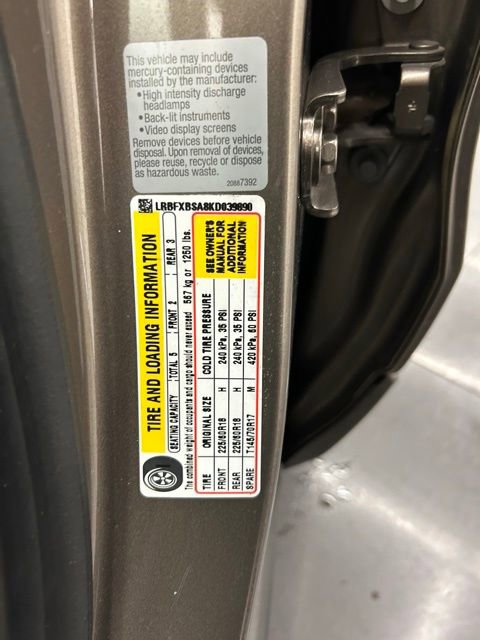 This vehicle may include
mercury-containing devices
installed by the manufacturer:
•High intensity discharge
headlamps
•Back-lit instruments
•Video display screens
Remove devices before vehicle
disposal. Upon removal of devices,
please reuse, recycle or dispose
as hazardous waste.
20887392
LRBFXBSA8KD039890
TIRE AND LOADING INFORMATION
SEATING CAPACITY TOTAL 5 FRONT 2 REAR 3
The combined weight of occupants and cargo should never exceed 567 kg or 1250 lbs.
TIRE ORIGINAL SIZE COLD TIRE PRESSURE
FRONT 225/60R18 H 240 kPa, 35 PSI
REAR 225/60R18 H 240 kPa, 35 PSI
SPARE T145/70R17 M 420 kPa, 60 PSI
SEE OWNER'S
MANUAL FOR
ADDITIONAL
INFORMATION